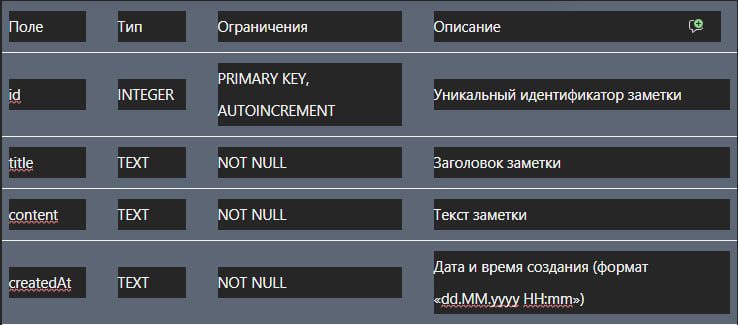 Поле Тип Ограничения Описание
id INTEGER PRIMARY KEY, AUTOINCREMENT Уникальный идентификатор заметки
title TEXT NOT NULL Заголовок заметки
content TEXT NOT NULL Текст заметки
createdAt TEXT NOT NULL Дата и время создания (формат «dd.MM.yyyy HH:mm»)